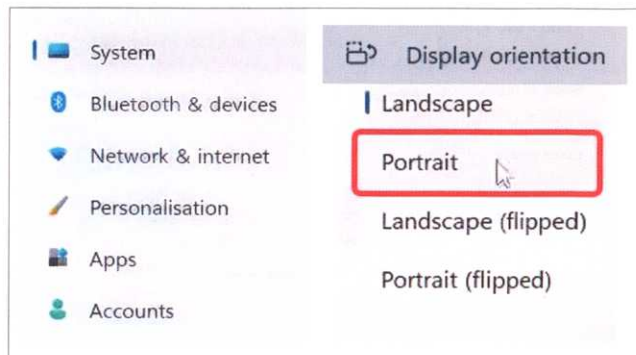 System
Bluetooth & devices
Network & internet
Personalisation
Apps
Accounts
Display orientation
Landscape
Portrait
Landscape (flipped)
Portrait (flipped)